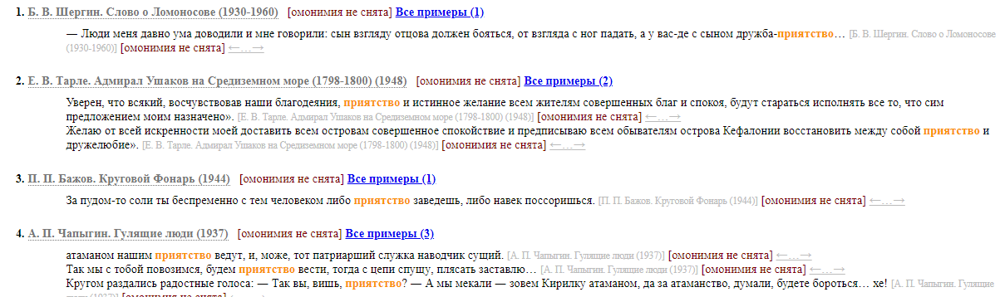 1. Б. В. Шергин. Слово о Ломоносове (1930-1960) [омонимия не снята] Все примеры (1)
— Люди меня давно ума доводили и мне говорили: сын взгляду отцова должен бояться, от взгляда с ног падать, а у вас-де с сыном дружба-приятство… [Б. В. Шергин. Слово о Ломоносове
(1930-1960)] [омонимия не снята] ←…→
2. Е. В. Тарле. Адмирал Ушаков на Средиземном море (1798-1800) (1948) [омонимия не снята] Все примеры (2)
Уверен, что всякий, восчувствовав наши благодеяния, приятство и истинное желание всем жителям совершенных благ и спокоя, будут стараться исполнять все то, что сим
предложением моим назначено». [Е. В. Тарле. Адмирал Ушаков на Средиземном море (1798-1800) (1948)] [омонимия не снята] ←…→
Желаю от всей искренности моей доставить всем островам совершенное спокойствие и предписываю всем обывателям острова Кефалонии восстановить между собой приятство и
дружелюбие». [Е. В. Тарле. Адмирал Ушаков на Средиземном море (1798-1800) (1948)] [омонимия не снята] ←…→
3. П. П. Бажов. Круговой Фонарь (1944) [омонимия не снята] Все примеры (1)
За пудом-то соли ты беспременно с тем человеком либо приятство заведешь, либо навек поссоришься. [П. П. Бажов. Круговой Фонарь (1944)] [омонимия не снята] ←…→
4. А. П. Чапыгин. Гулящие люди (1937) [омонимия не снята] Все примеры (3)
атаманом нашим приятство ведут, и, може, тот патриарший служка наводчик сущий. [А. П. Чапыгин. Гулящие люди (1937)] [омонимия не снята] ←…→
Так мы с тобой повозимся, будем приятство вести, тогда с цепи спущу, плясать заставлю… [А. П. Чапыгин. Гулящие люди (1937)] [омонимия не снята] ←…→
Кругом раздались радостные голоса: — Так вы, вишь, приятство? — А мы мекали — зовем Кирилку атаманом, да за атаманство, думали, будете бороться… хе! [А. П. Чапыгин. Гулящие
люди (1937)] [омонимия не снята] ←…→